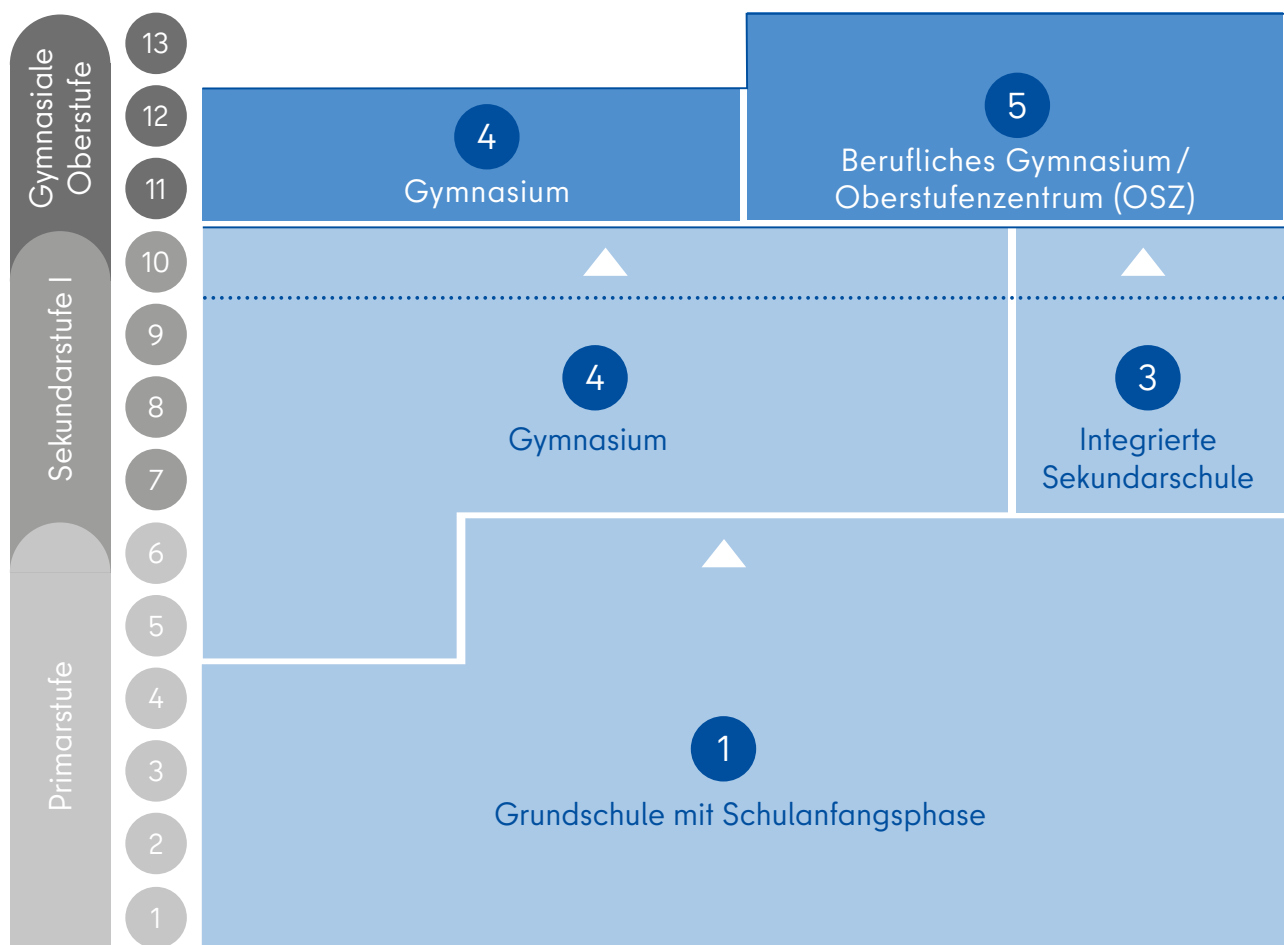 Gymnasiale
Oberstufe
Sekundarstufe I
Primarstufe
13
12
11
10
9
8
7
6
5
4
3
2
1
4
Gymnasium
5
Berufliches Gymnasium /
Oberstufenzentrum (OSZ)
4
Gymnasium
3
Integrierte
Sekundarschule
1
Grundschule mit Schulanfangsphase